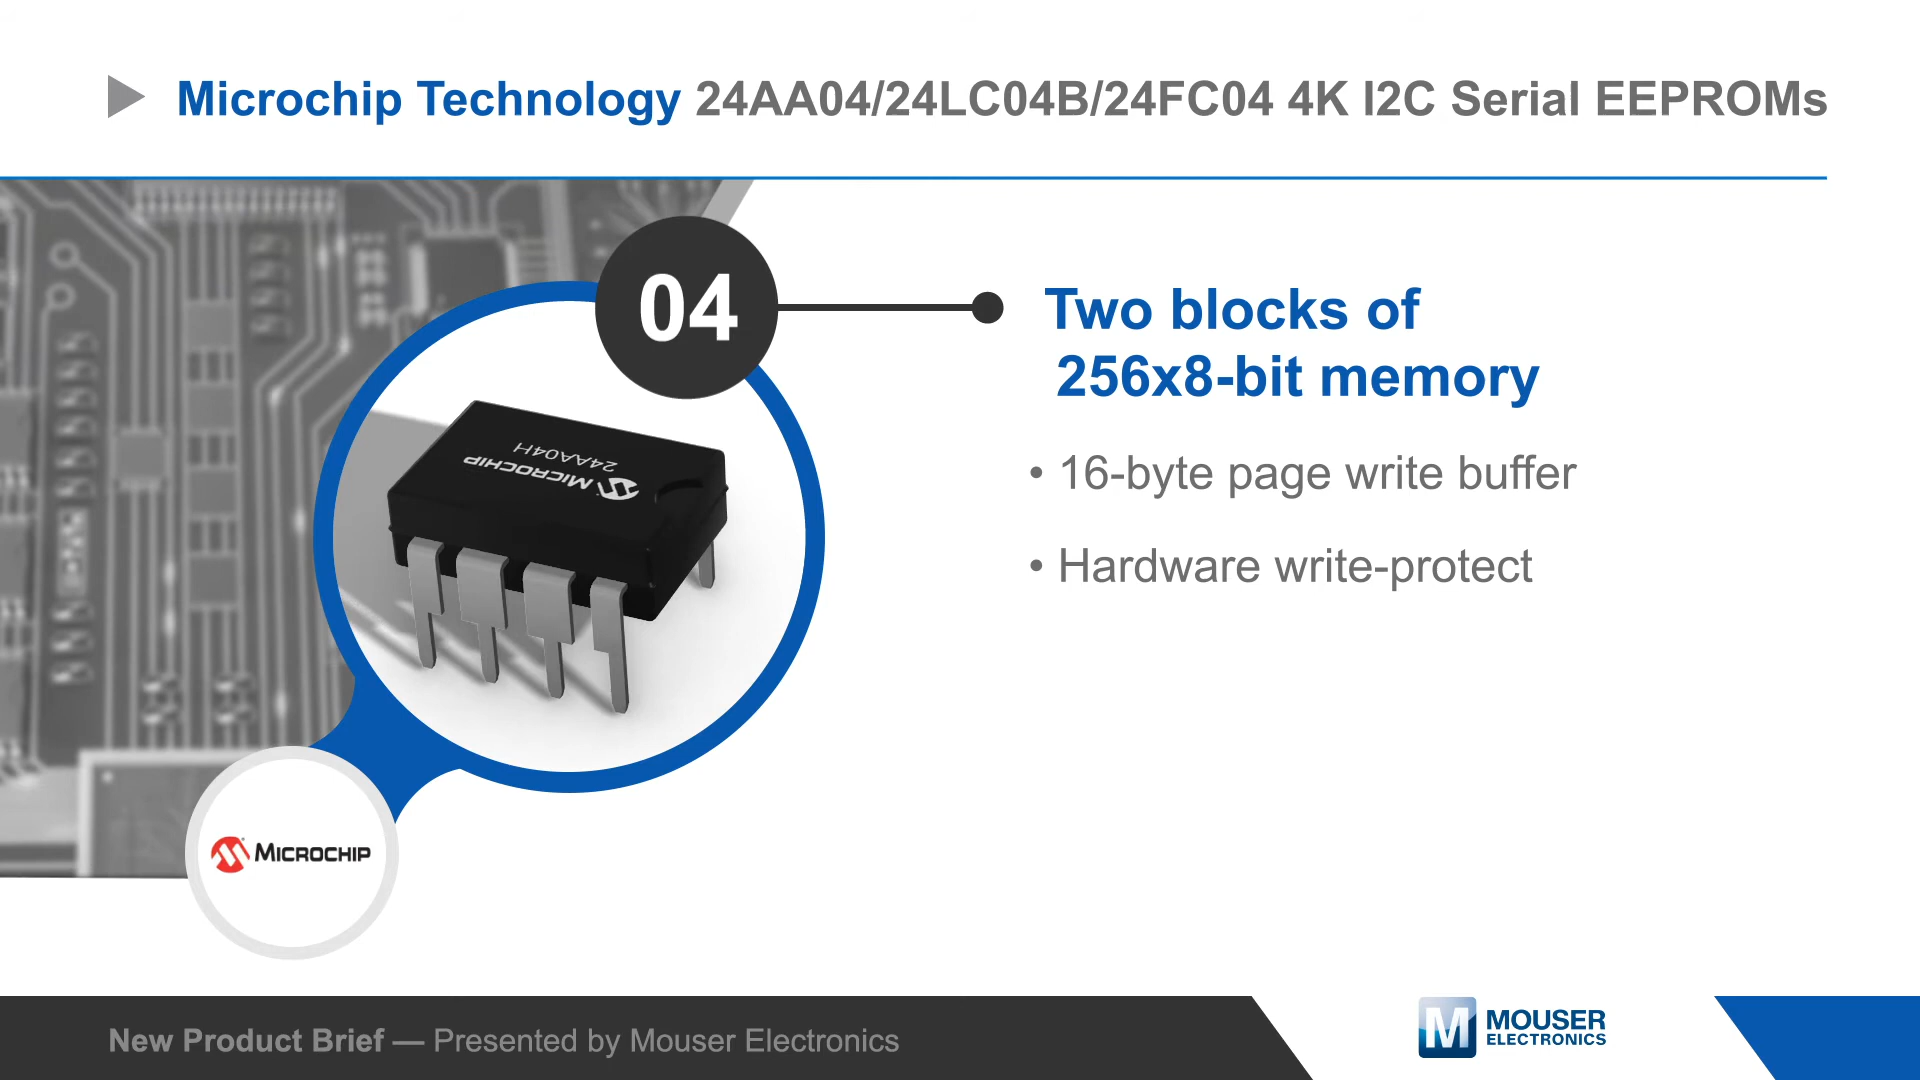 Microchip Technology 24AA04/24LC04B/24FC04 4K I2C Serial EEPROMs
04
Two blocks of
256x8-bit memory
• 16-byte page write buffer
• Hardware write-protect
MICROCHIP
24AA04H
MICROCHIP
New Product Brief — Presented by Mouser Electronics
M MOUSER
ELECTRONICS